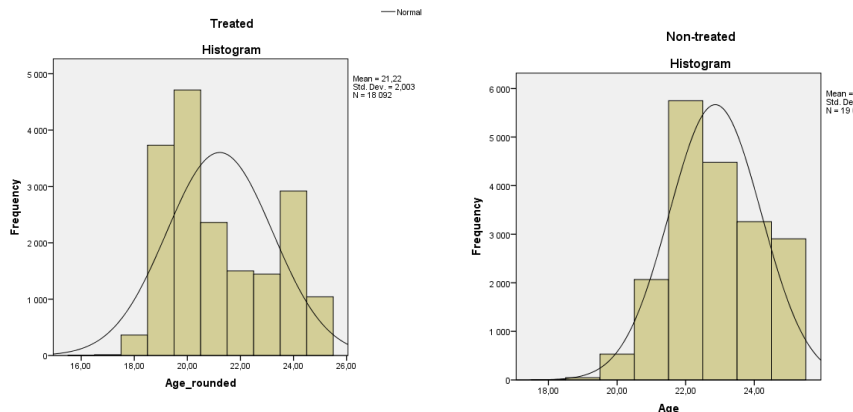 Normal
Treated
Histogram
Mean = 21,22
Std. Dev. = 2,003
N = 18 092
5 000
4 000
3 000
2 000
1 000
0
Frequency
16,00 18,00 20,00 22,00 24,00 26,00
Age_rounded
Non-treated
Histogram
Mean =
Std. De
N = 19
6 000
5 000
4 000
3 000
2 000
1 000
0
Frequency
18,00 20,00 22,00 24,00
Age